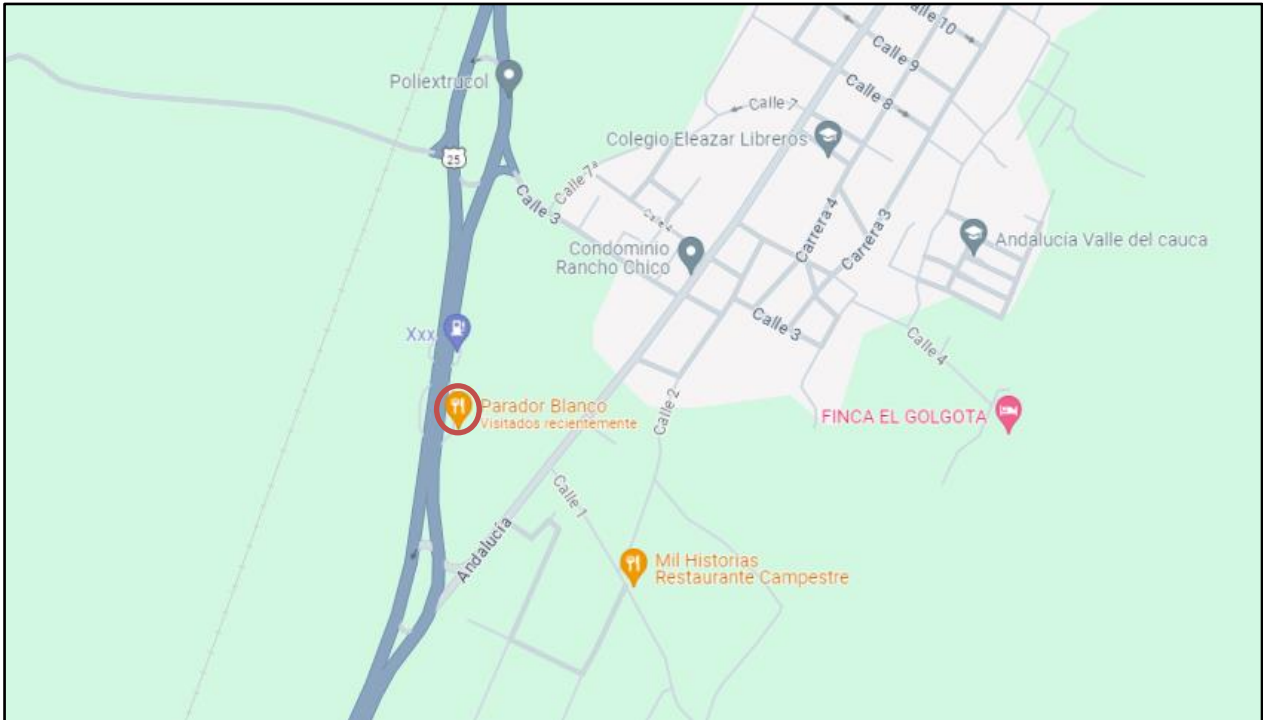 Calle 10
Calle 9
Poliextrucol
Calle 8
Calle 7
Colegio Eleazar Libreros
25
Calle 7ª
Calle 3
Calle 4
Carrera 4
Carrera 3
Andalucía Valle del cauca
Condominio
Rancho Chico
Xxx
Calle 3
Calle 4
Parador Blanco
Visitados recientemente
Calle 2
FINCA EL GOLGOTA
Calle 1
Andalucía
Mil Historias
Restaurante Campestre